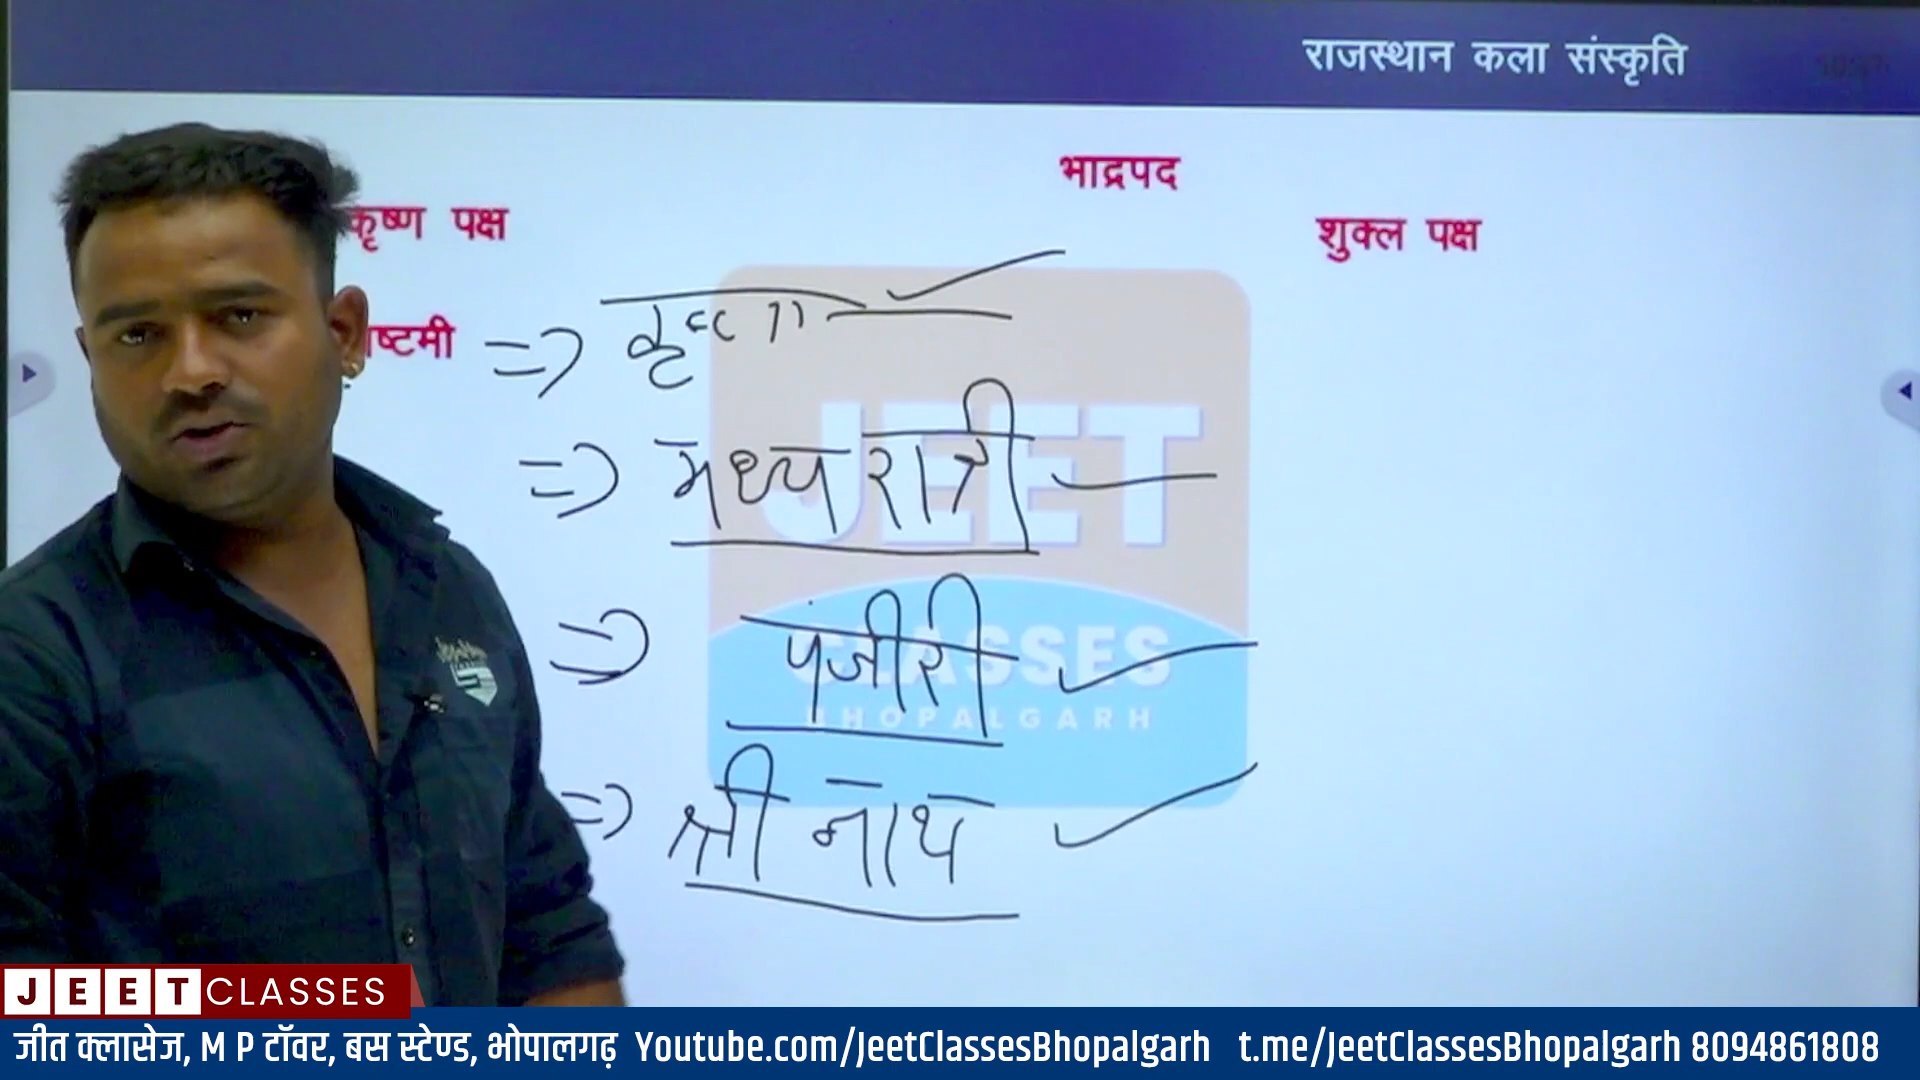 राजस्थान कला संस्कृति
भाद्रपद
कृष्ण पक्ष
शुक्ल पक्ष
ष्टमी => कृष्ण
=> मध्य रात्री
=> पंजीरी
=> श्री नाथ
JEET
CLASSES
BHOPALGARH
JEET CLASSES
जीत क्लासेज, M P टॉवर, बस स्टेण्ड, भोपालगढ़ Youtube.com/JeetClassesBhopalgarh t.me/JeetClassesBhopalgarh 8094861808